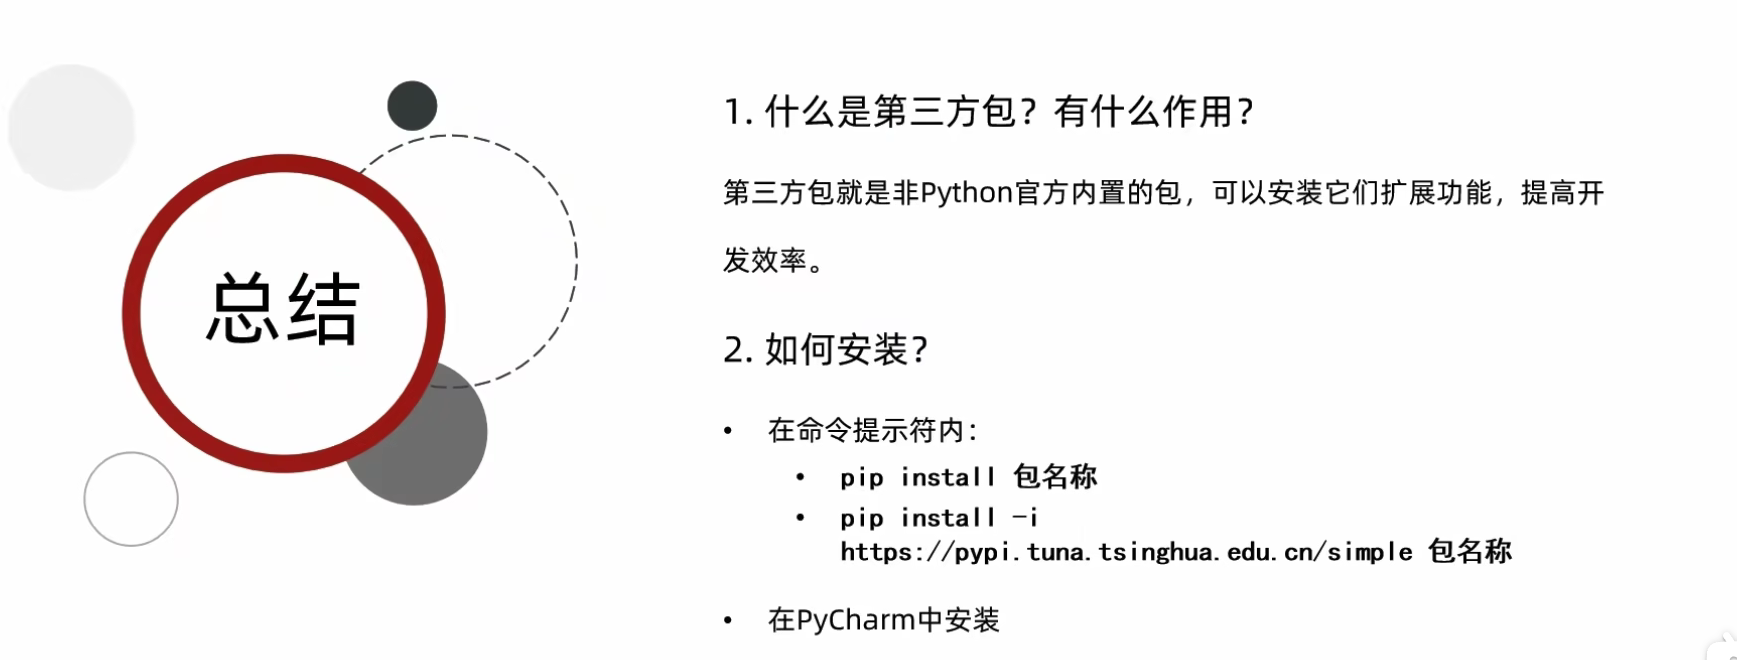 总结
1. 什么是第三方包？有什么作用？
第三方包就是非Python官方内置的包，可以安装它们扩展功能，提高开
发效率。
2. 如何安装？
• 在命令提示符内：
• pip install 包名称
• pip install -i
https://pypi.tuna.tsinghua.edu.cn/simple 包名称
• 在PyCharm中安装